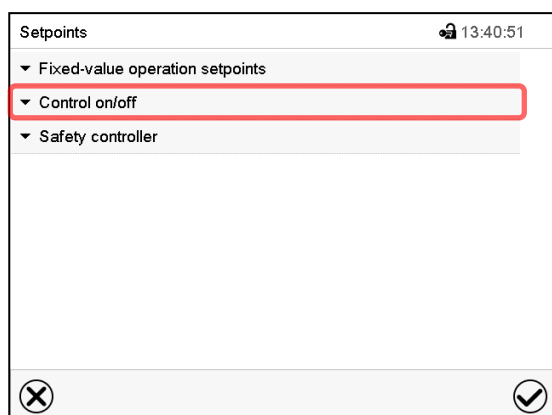 Setpoints 13:40:51
Fixed-value operation setpoints
Control on/off
Safety controller